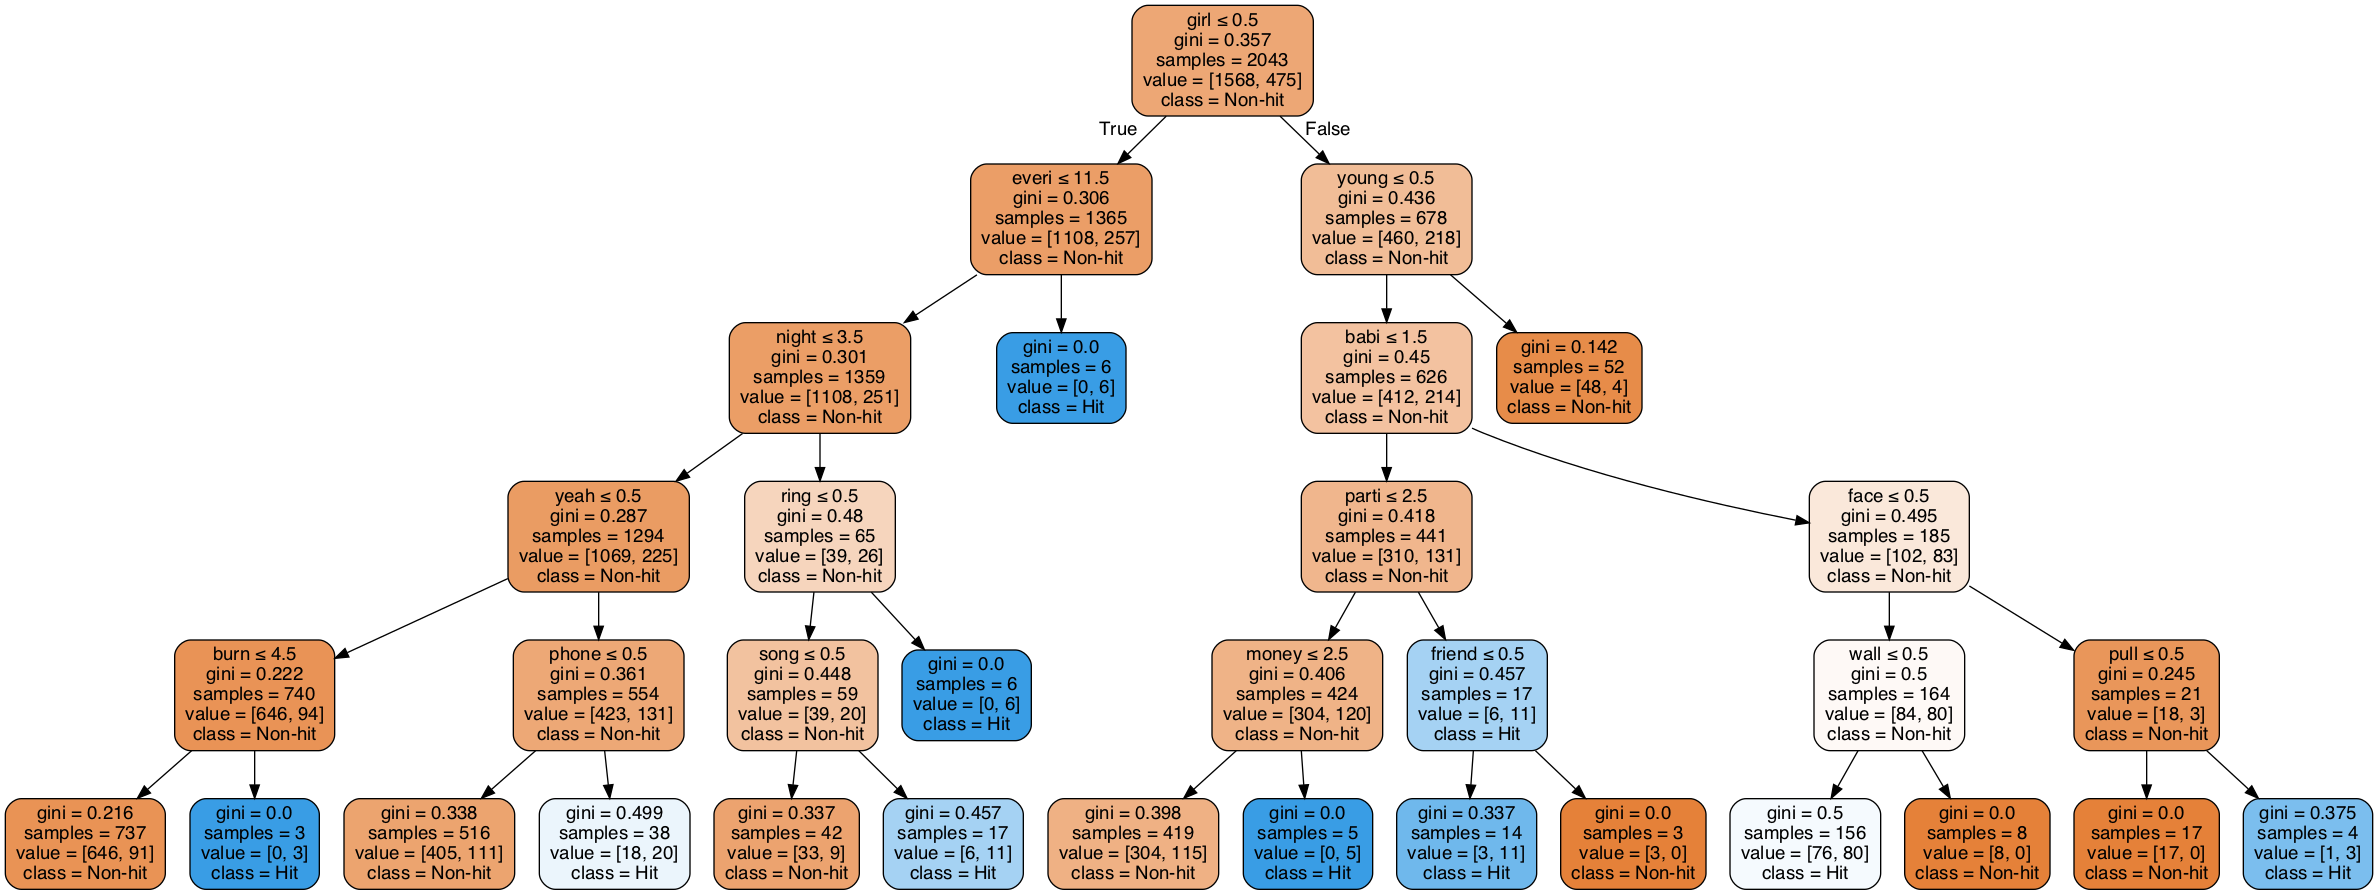 girl ≤ 0.5
gini = 0.357
samples = 2043
value = [1568, 475]
class = Non-hit
True
False
everi ≤ 11.5
gini = 0.306
samples = 1365
value = [1108, 257]
class = Non-hit
young ≤ 0.5
gini = 0.436
samples = 678
value = [460, 218]
class = Non-hit
night ≤ 3.5
gini = 0.301
samples = 1359
value = [1108, 251]
class = Non-hit
gini = 0.0
samples = 6
value = [0, 6]
class = Hit
babi ≤ 1.5
gini = 0.45
samples = 626
value = [412, 214]
class = Non-hit
gini = 0.142
samples = 52
value = [48, 4]
class = Non-hit
yeah ≤ 0.5
gini = 0.287
samples = 1294
value = [1069, 225]
class = Non-hit
ring ≤ 0.5
gini = 0.48
samples = 65
value = [39, 26]
class = Non-hit
parti ≤ 2.5
gini = 0.418
samples = 441
value = [310, 131]
class = Non-hit
face ≤ 0.5
gini = 0.495
samples = 185
value = [102, 83]
class = Non-hit
burn ≤ 4.5
gini = 0.222
samples = 740
value = [646, 94]
class = Non-hit
phone ≤ 0.5
gini = 0.361
samples = 554
value = [423, 131]
class = Non-hit
song ≤ 0.5
gini = 0.448
samples = 59
value = [39, 20]
class = Non-hit
gini = 0.0
samples = 6
value = [0, 6]
class = Hit
money ≤ 2.5
gini = 0.406
samples = 424
value = [304, 120]
class = Non-hit
friend ≤ 0.5
gini = 0.457
samples = 17
value = [6, 11]
class = Hit
wall ≤ 0.5
gini = 0.5
samples = 164
value = [84, 80]
class = Non-hit
pull ≤ 0.5
gini = 0.245
samples = 21
value = [18, 3]
class = Non-hit
gini = 0.216
samples = 737
value = [646, 91]
class = Non-hit
gini = 0.0
samples = 3
value = [0, 3]
class = Hit
gini = 0.338
samples = 516
value = [405, 111]
class = Non-hit
gini = 0.499
samples = 38
value = [18, 20]
class = Hit
gini = 0.337
samples = 42
value = [33, 9]
class = Non-hit
gini = 0.457
samples = 17
value = [6, 11]
class = Hit
gini = 0.398
samples = 419
value = [304, 115]
class = Non-hit
gini = 0.0
samples = 5
value = [0, 5]
class = Hit
gini = 0.337
samples = 14
value = [3, 11]
class = Hit
gini = 0.0
samples = 3
value = [3, 0]
class = Non-hit
gini = 0.5
samples = 156
value = [76, 80]
class = Hit
gini = 0.0
samples = 8
value = [8, 0]
class = Non-hit
gini = 0.0
samples = 17
value = [17, 0]
class = Non-hit
gini = 0.375
samples = 4
value = [1, 3]
class = Hit